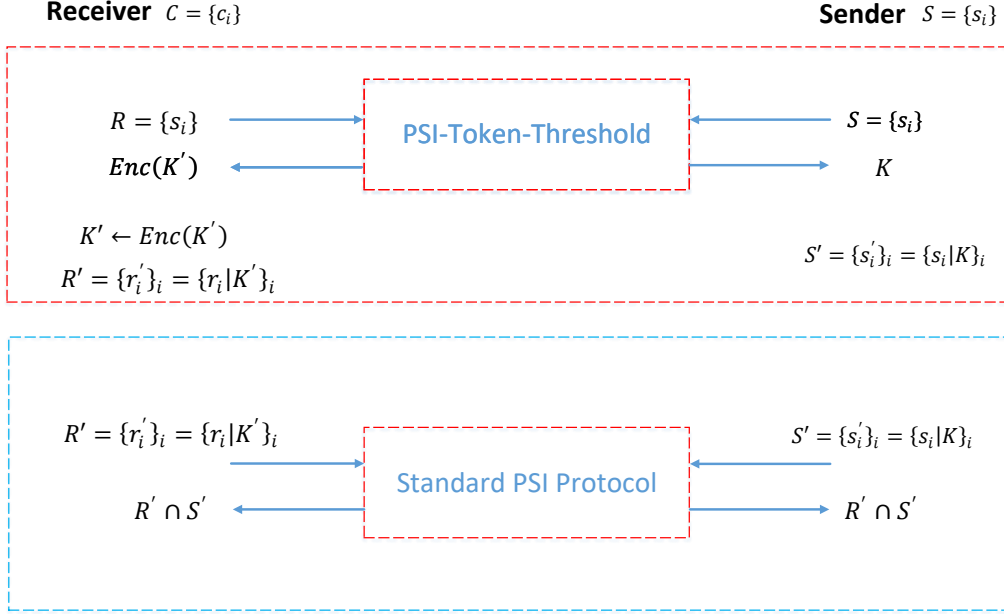 Receiver C = {c_i} Sender S = {s_i}
R = {s_i} PSI-Token-Threshold S = {s_i}
Enc(K′) K
K′ ← Enc(K′)
S′ = {s_i′}_i = {s_i|K}_i
R′ = {r_i′}_i = {r_i|K′}_i
R′ = {r_i′}_i = {r_i|K′}_i S′ = {s_i′}_i = {s_i|K}_i
Standard PSI Protocol
R′ ∩ S′ R′ ∩ S′